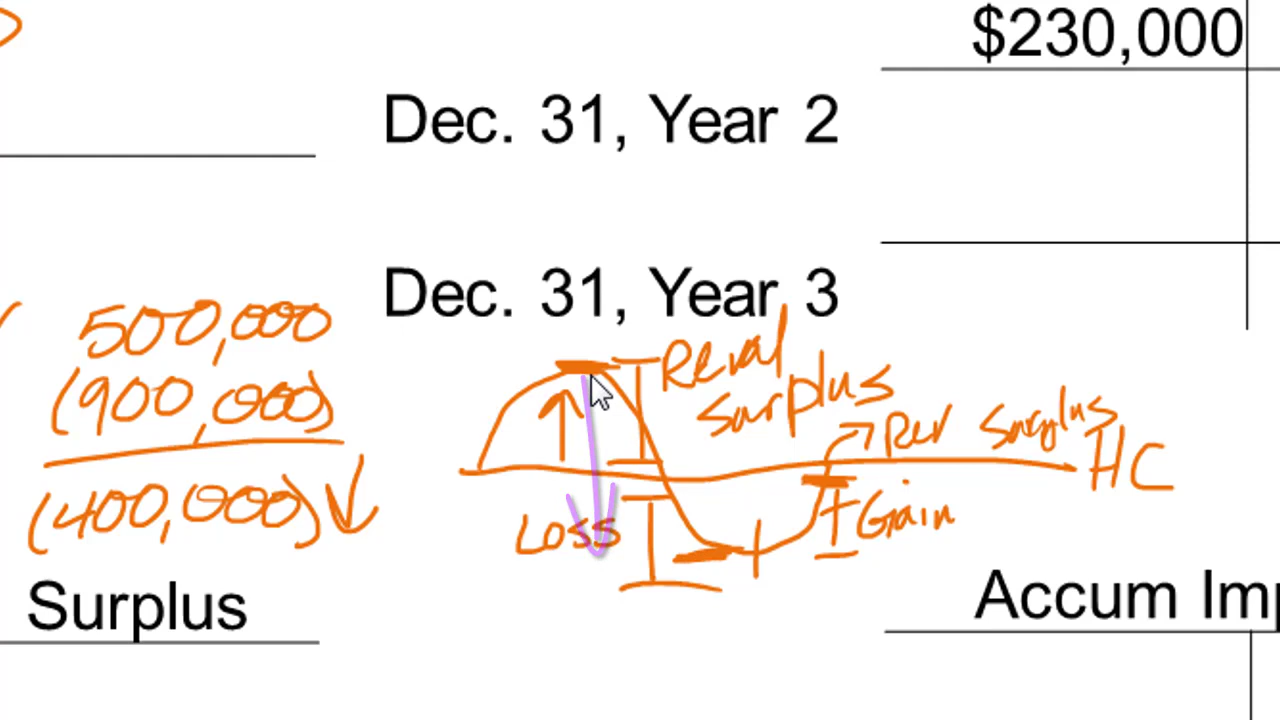 $230,000
Dec. 31, Year 2
Dec. 31, Year 3
500,000
(900,000)
(400,000)
Reval
Surplus
Rev Surplus
HC
Loss
Gain
Surplus
Accum Imp